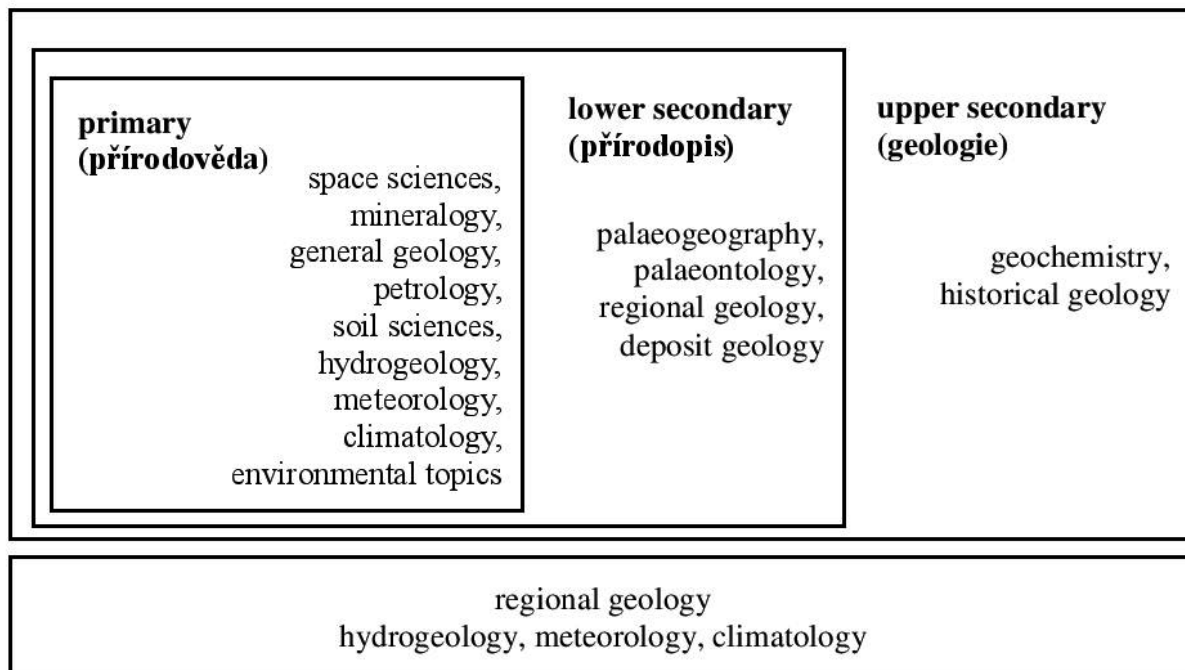 primary
(přírodověda)
space sciences,
mineralogy,
general geology,
petrology,
soil sciences,
hydrogeology,
meteorology,
climatology,
environmental topics
lower secondary
(přírodopis)
palaeogeography,
palaeontology,
regional geology,
deposit geology
upper secondary
(geologie)
geochemistry,
historical geology
regional geology
hydrogeology, meteorology, climatology